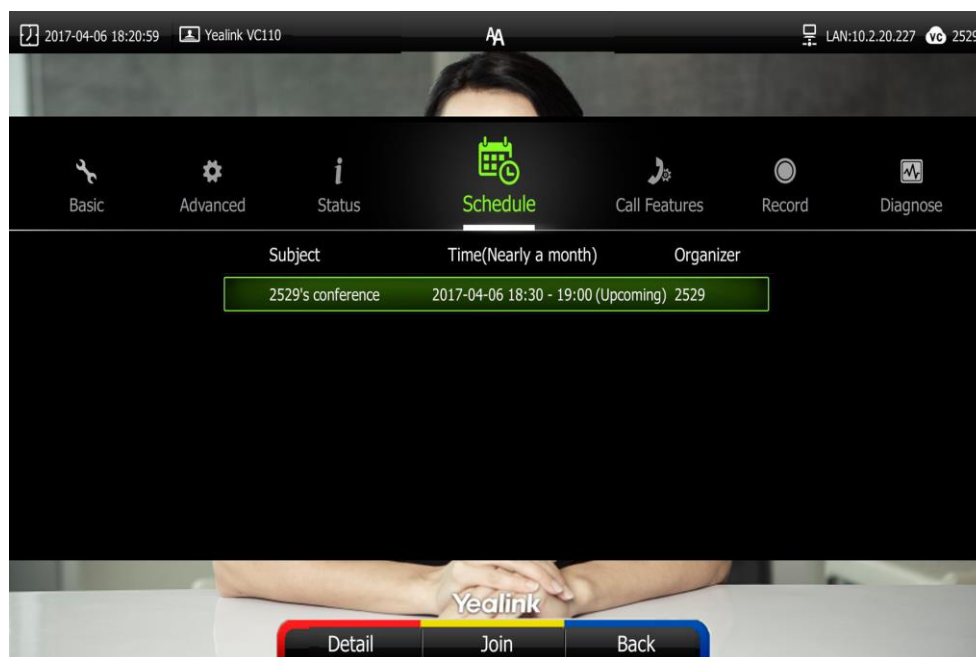 2017-04-06 18:20:59 Yealink VC110 AA LAN:10.2.20.227 VC 2529
Basic Advanced Status Schedule Call Features Record Diagnose
Subject Time(Nearly a month) Organizer
2529's conference 2017-04-06 18:30 - 19:00 (Upcoming) 2529
Yealink
Detail Join Back